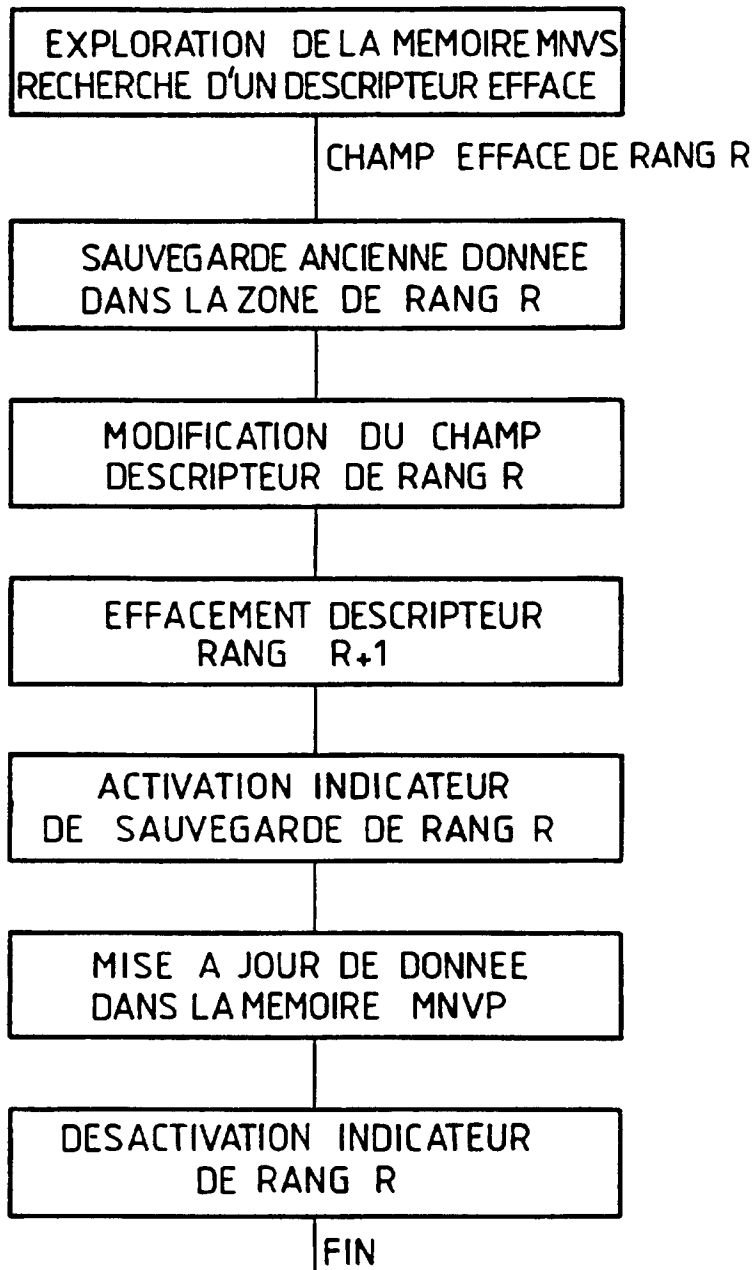 EXPLORATION DE LA MEMOIRE MNVS
RECHERCHE D'UN DESCRIPTEUR EFFACE
CHAMP EFFACE DE RANG R
SAUVEGARDE ANCIENNE DONNEE
DANS LA ZONE DE RANG R
MODIFICATION DU CHAMP
DESCRIPTEUR DE RANG R
EFFACEMENT DESCRIPTEUR
RANG R+1
ACTIVATION INDICATEUR
DE SAUVEGARDE DE RANG R
MISE A JOUR DE DONNEE
DANS LA MEMOIRE MNVP
DESACTIVATION INDICATEUR
DE RANG R
FIN